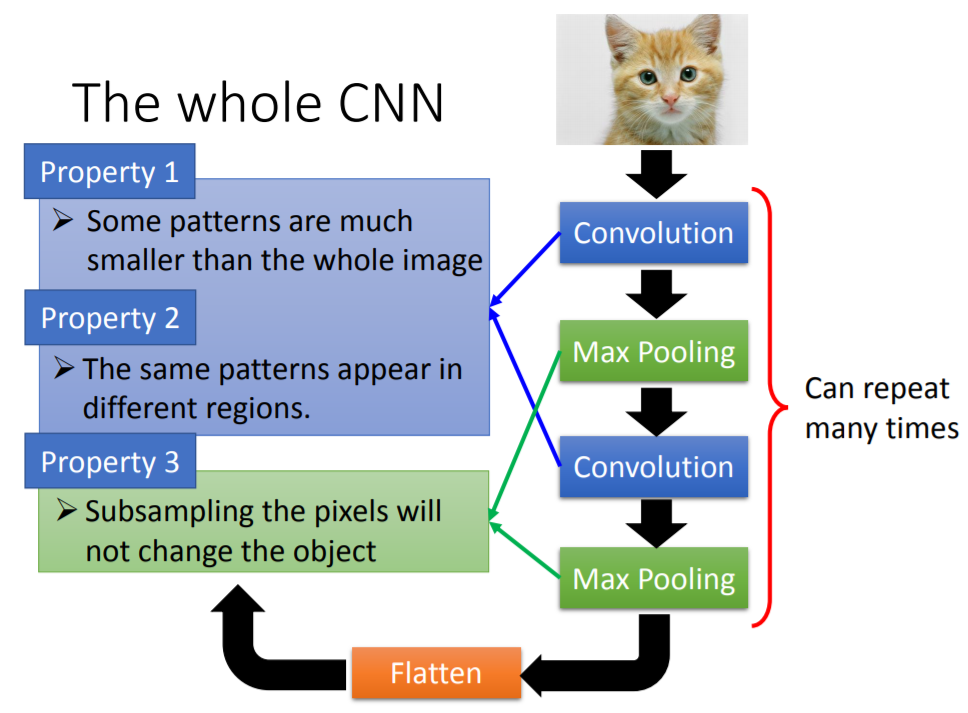 The whole CNN
Property 1
➢ Some patterns are much
smaller than the whole image
Property 2
➢ The same patterns appear in
different regions.
Property 3
➢ Subsampling the pixels will
not change the object
Convolution
Max Pooling
Convolution
Max Pooling
Can repeat
many times
Flatten